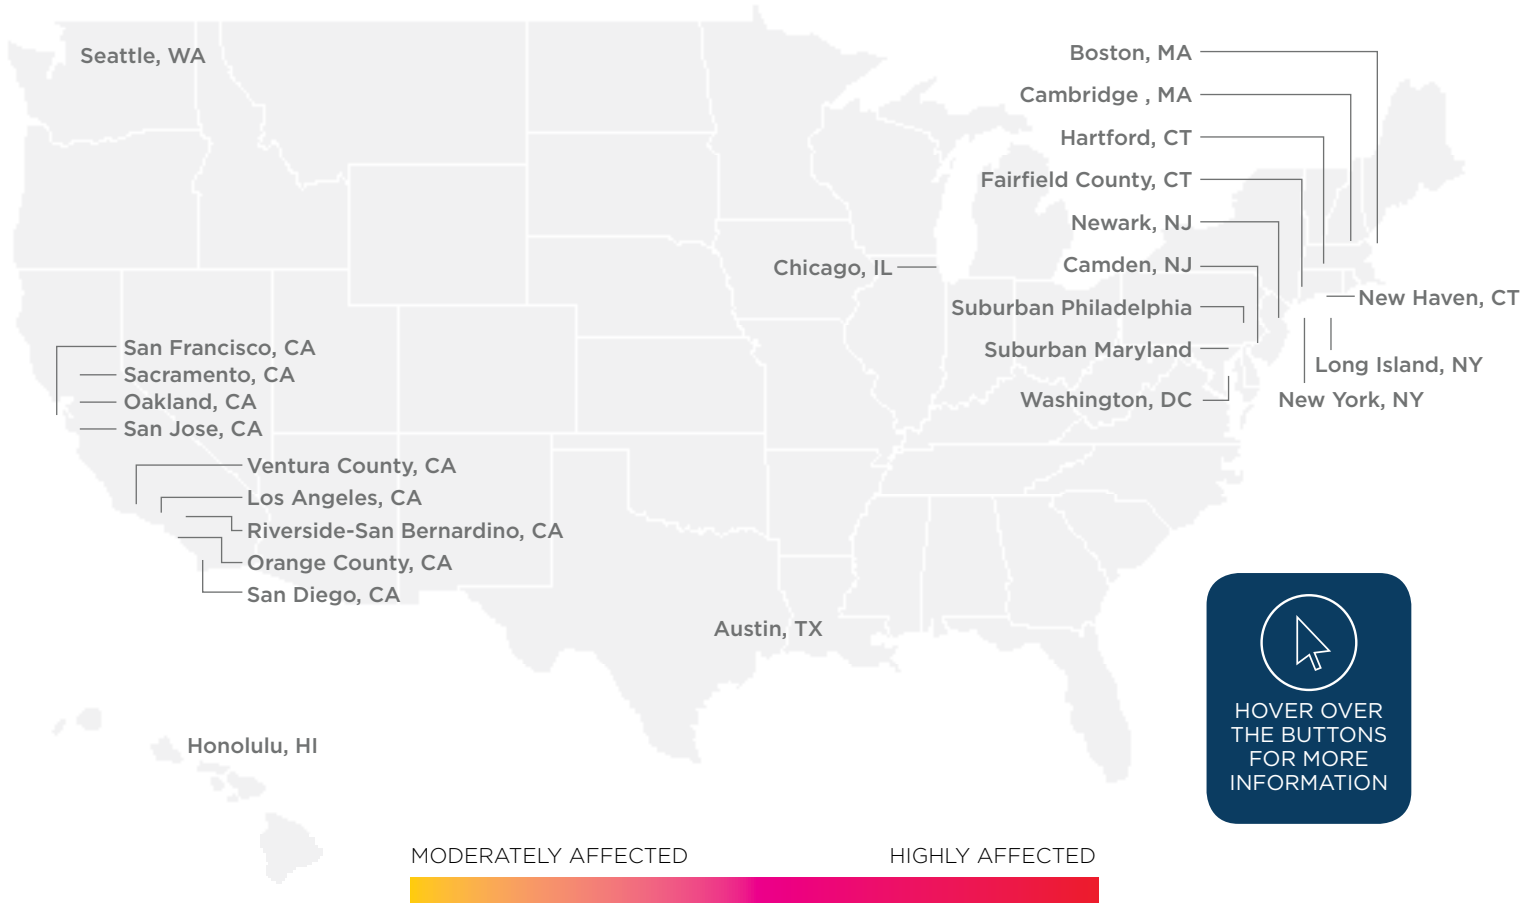 Seattle, WA
Boston, MA
Cambridge , MA
Hartford, CT
Fairfield County, CT
Newark, NJ
Camden, NJ
Chicago, IL
New Haven, CT
Suburban Philadelphia
Suburban Maryland
Long Island, NY
Washington, DC
New York, NY
San Francisco, CA
Sacramento, CA
Oakland, CA
San Jose, CA
Ventura County, CA
Los Angeles, CA
Riverside-San Bernardino, CA
Orange County, CA
San Diego, CA
Austin, TX
Honolulu, HI
HOVER OVER
THE BUTTONS
FOR MORE
INFORMATION
MODERATELY AFFECTED
HIGHLY AFFECTED